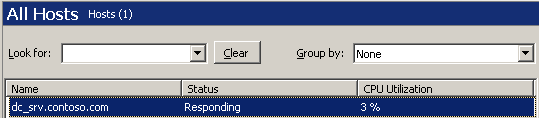 All Hosts Hosts (1)
Look for: Clear Group by: None
Name Status CPU Utilization
dc_srv.contoso.com Responding 3 %